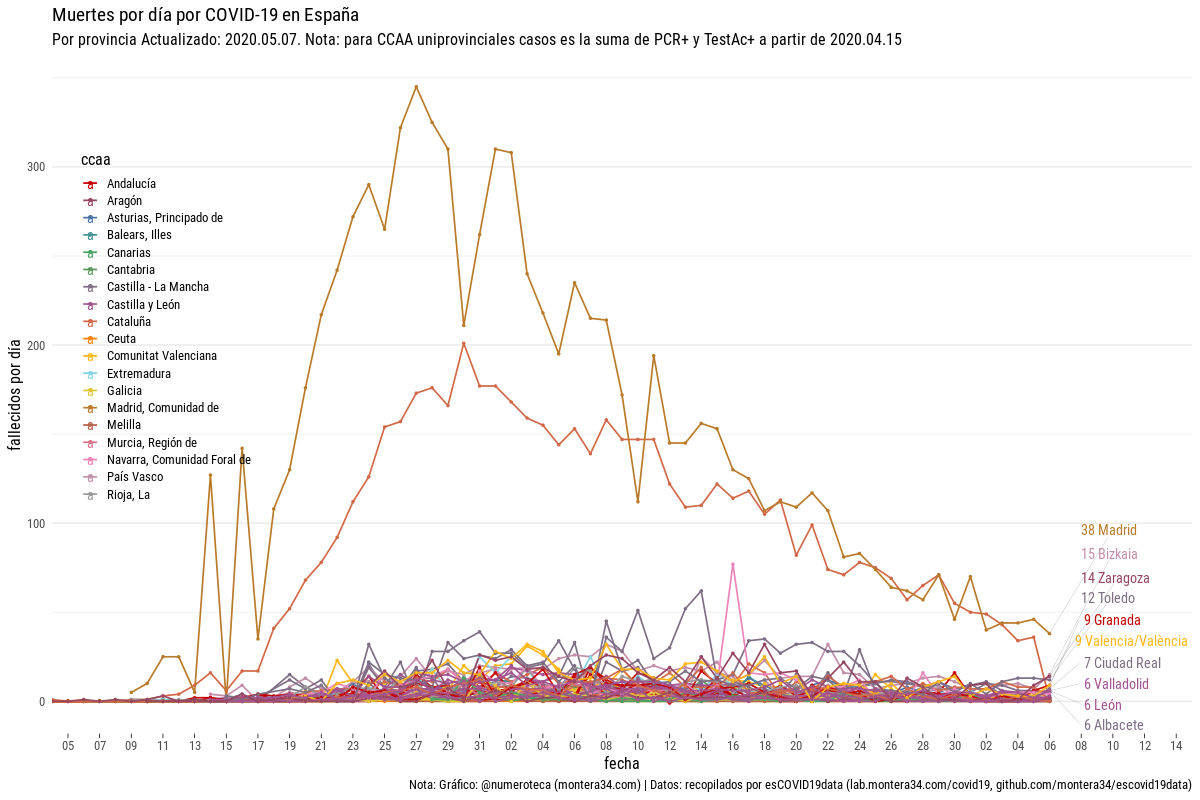 Muertes por día por COVID-19 en España
Por provincia Actualizado: 2020.05.07. Nota: para CCAA uniprovinciales casos es la suma de PCR+ y TestAc+ a partir de 2020.04.15
fallecidos por día
300
200
100
0
ccaa
Andalucía
Aragón
Asturias, Principado de
Balears, Illes
Canarias
Cantabria
Castilla - La Mancha
Castilla y León
Cataluña
Ceuta
Comunitat Valenciana
Extremadura
Galicia
Madrid, Comunidad de
Melilla
Murcia, Región de
Navarra, Comunidad Foral de
País Vasco
Rioja, La
38 Madrid
15 Bizkaia
14 Zaragoza
12 Toledo
9 Granada
9 Valencia/València
7 Ciudad Real
6 Valladolid
6 León
6 Albacete
05 07 09 11 13 15 17 19 21 23 25 27 29 31 02 04 06 08 10 12 14 16 18 20 22 24 26 28 30 02 04 06 08 10 12 14
fecha
Nota: Gráfico: @numeroteca (montera34.com) | Datos: recopilados por esCOVID19data (lab.montera34.com/covid19, github.com/montera34/escovid19data)